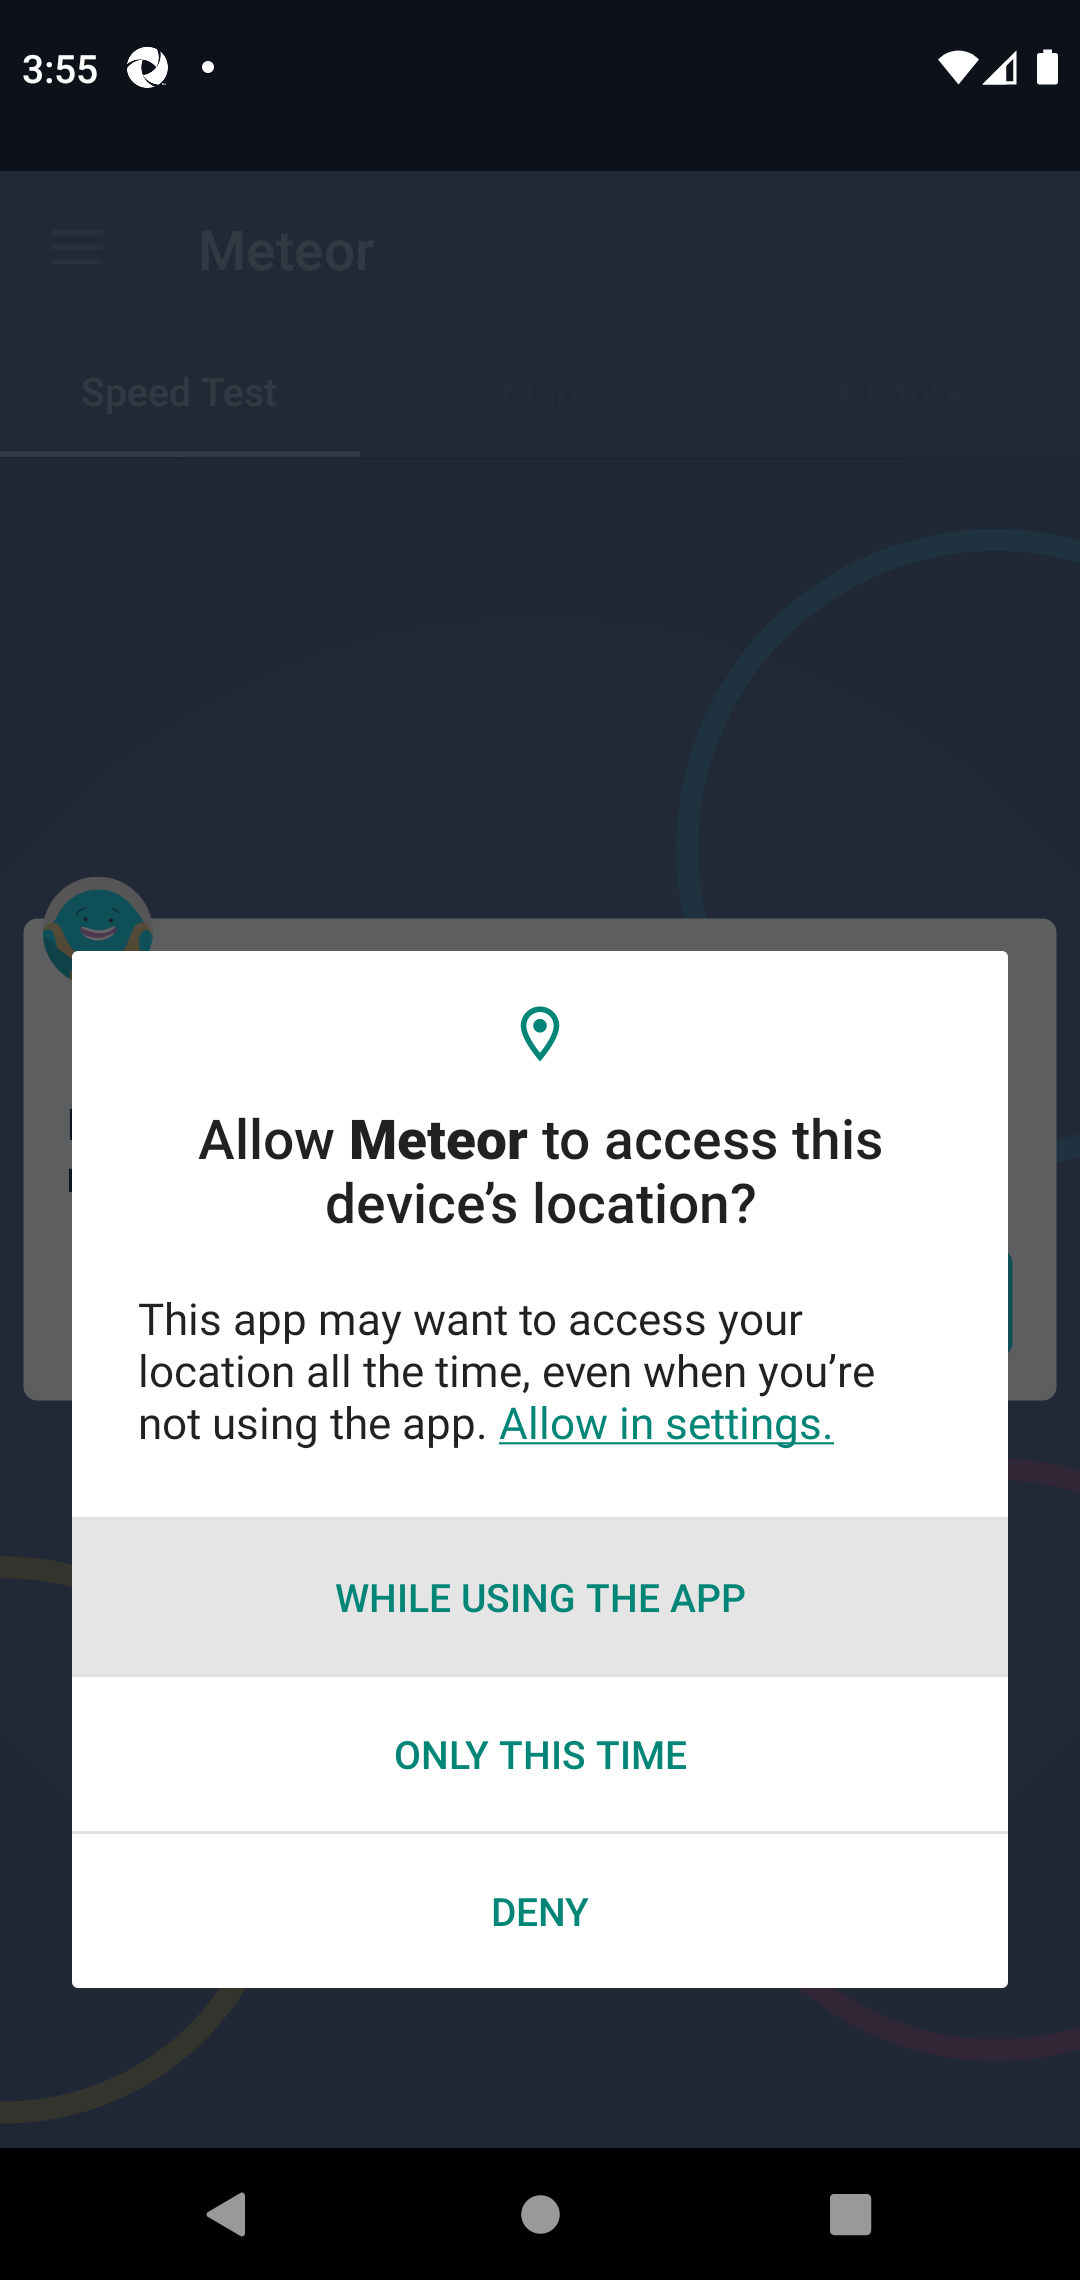 3:55
Meteor
Speed Test
Map
History
Allow Meteor to access this
device’s location?
This app may want to access your
location all the time, even when you’re
not using the app. Allow in settings.
WHILE USING THE APP
ONLY THIS TIME
DENY